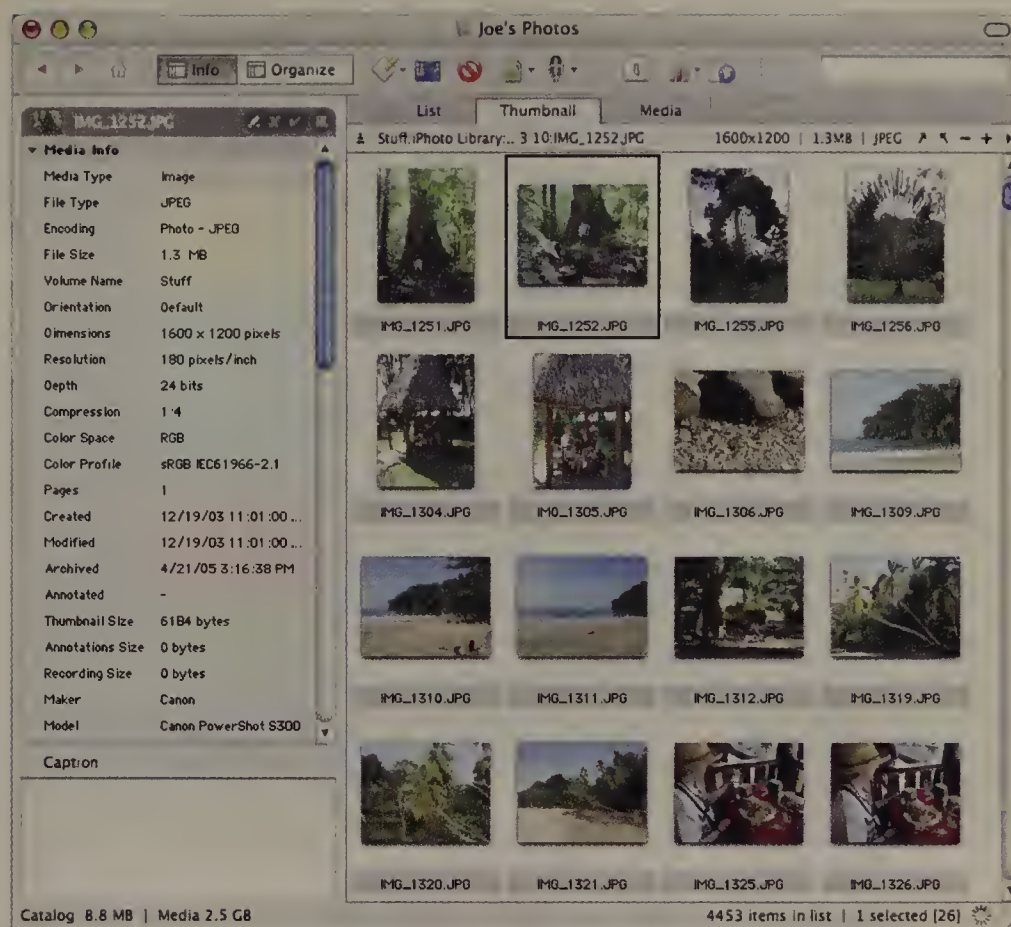 Joe's Photos
Info Organize
List Thumbnail Media
IMG_1252.JPG
Stuff:iPhoto Library:... 3 10:IMG_1252.JPG 1600x1200 | 1.3MB | JPEG
Media Info
Media Type Image
File Type JPEG
Encoding Photo - JPEG
File Size 1.3 MB
Volume Name Stuff
Orientation Default
Dimensions 1600 x 1200 pixels
Resolution 180 pixels/inch
Depth 24 bits
Compression 1:4
Color Space RGB
Color Profile sRGB IEC61966-2.1
Pages 1
Created 12/19/03 11:01:00 ...
Modified 12/19/03 11:01:00 ...
Archived 4/21/05 3:16:38 PM
Annotated -
Thumbnail Size 6184 bytes
Annotations Size 0 bytes
Recording Size 0 bytes
Maker Canon
Model Canon PowerShot S300
Caption
IMG_1251.JPG IMG_1252.JPG IMG_1255.JPG IMG_1256.JPG
IMG_1304.JPG IMG_1305.JPG IMG_1306.JPG IMG_1309.JPG
IMG_1310.JPG IMG_1311.JPG IMG_1312.JPG IMG_1319.JPG
IMG_1320.JPG IMG_1321.JPG IMG_1325.JPG IMG_1326.JPG
Catalog 8.8 MB | Media 2.5 GB
4453 items in list | 1 selected [26]